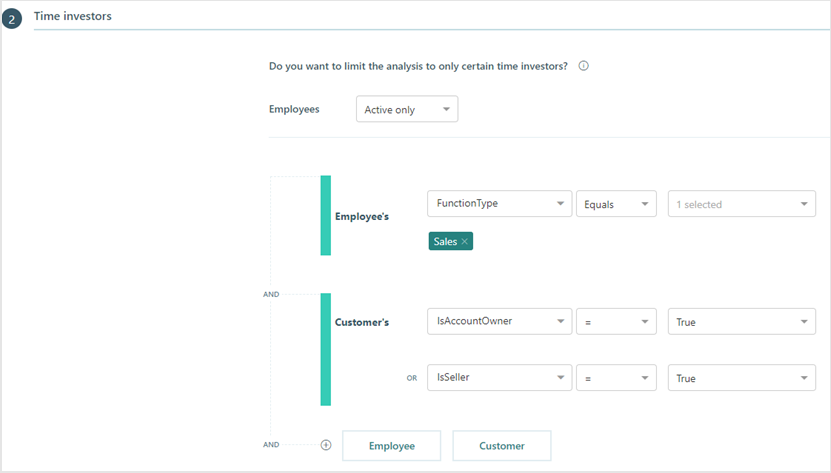 2 Time investors
Do you want to limit the analysis to only certain time investors?
Employees Active only
Employee's FunctionType Equals 1 selected
Sales ×
AND
Customer's IsAccountOwner = True
OR IsSeller = True
AND Employee Customer